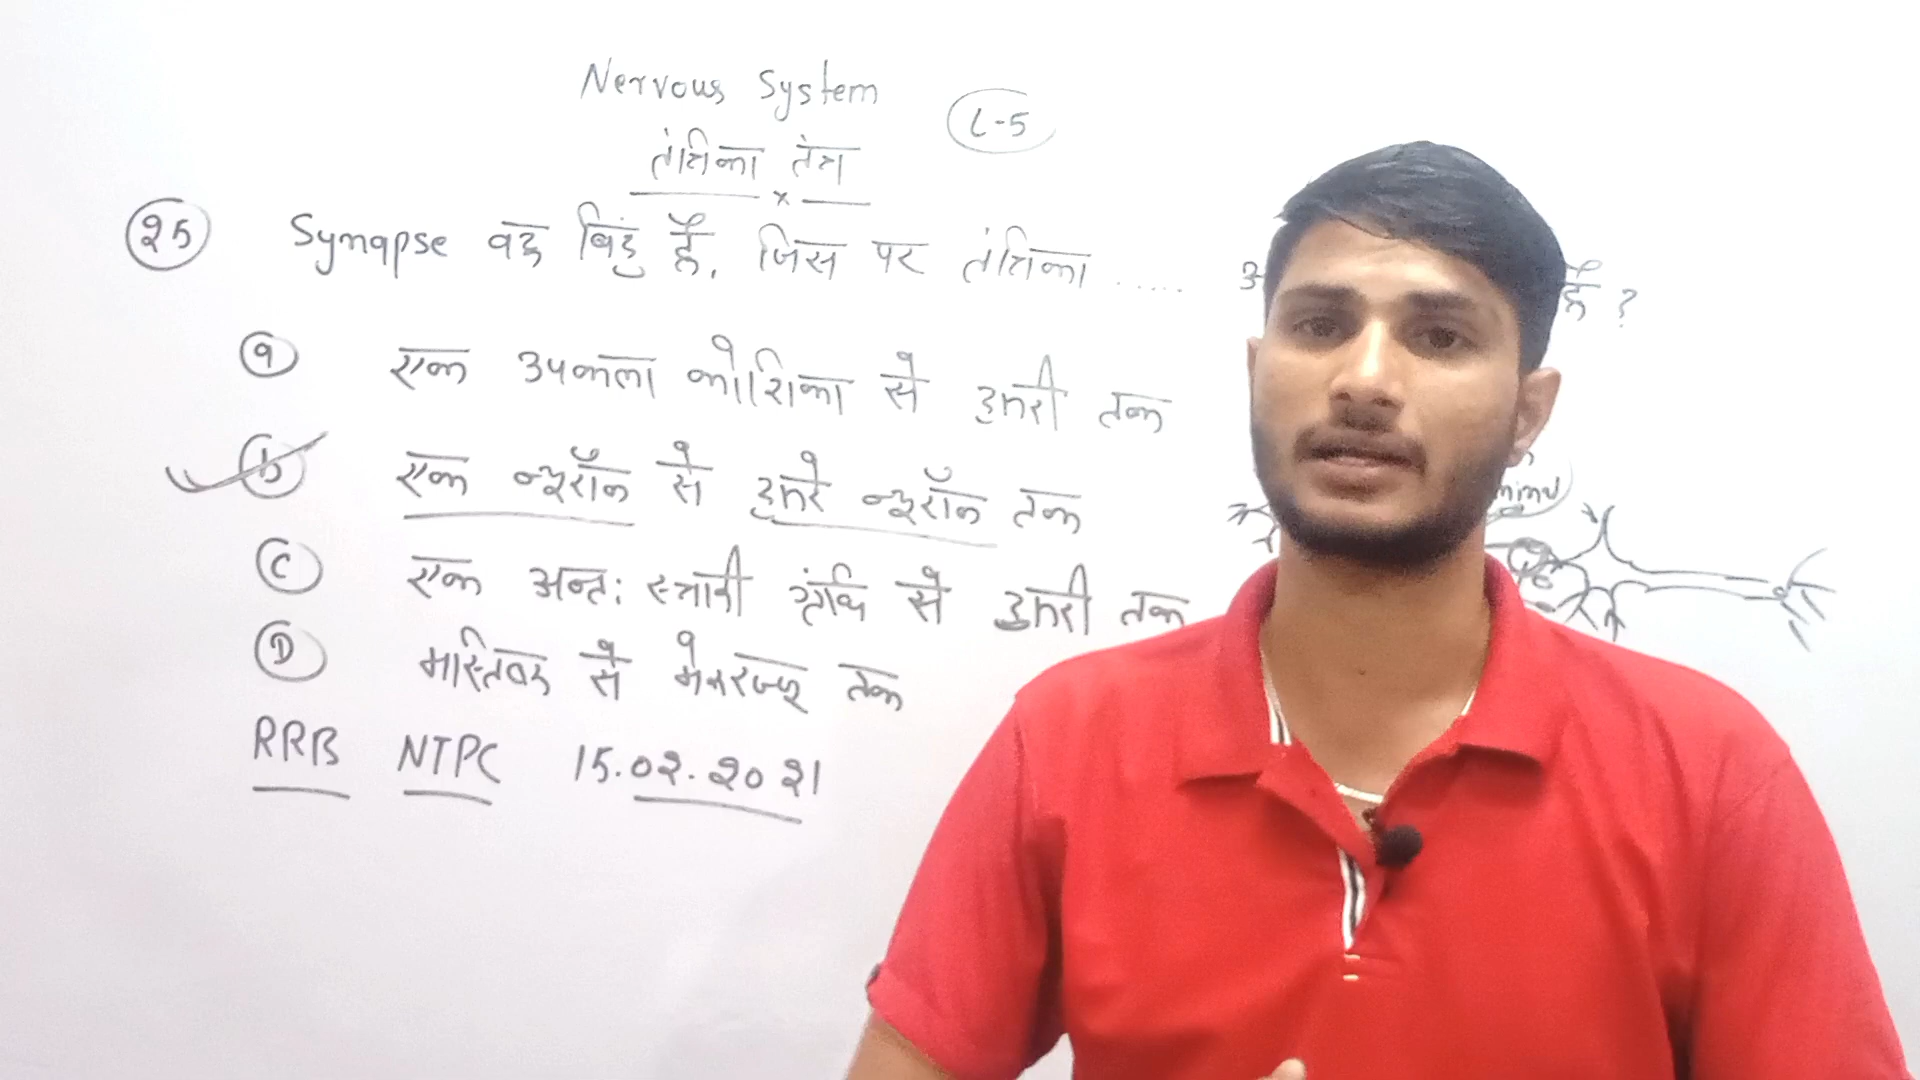 Nervous System
L-5
तंत्रिका तंत्र
25 Synapse वह बिंदु है, जिस पर तंत्रिका ..... है ?
a एक उपकला कोशिका से दुसरी तक
b एक न्यूरॉन से दुसरे न्यूरॉन तक
C एक अन्तः स्त्रावी ग्रंथि से दुसरी तक
D मस्तिष्क से मेरुरज्जू तक
RRB NTPC 15.02.2021